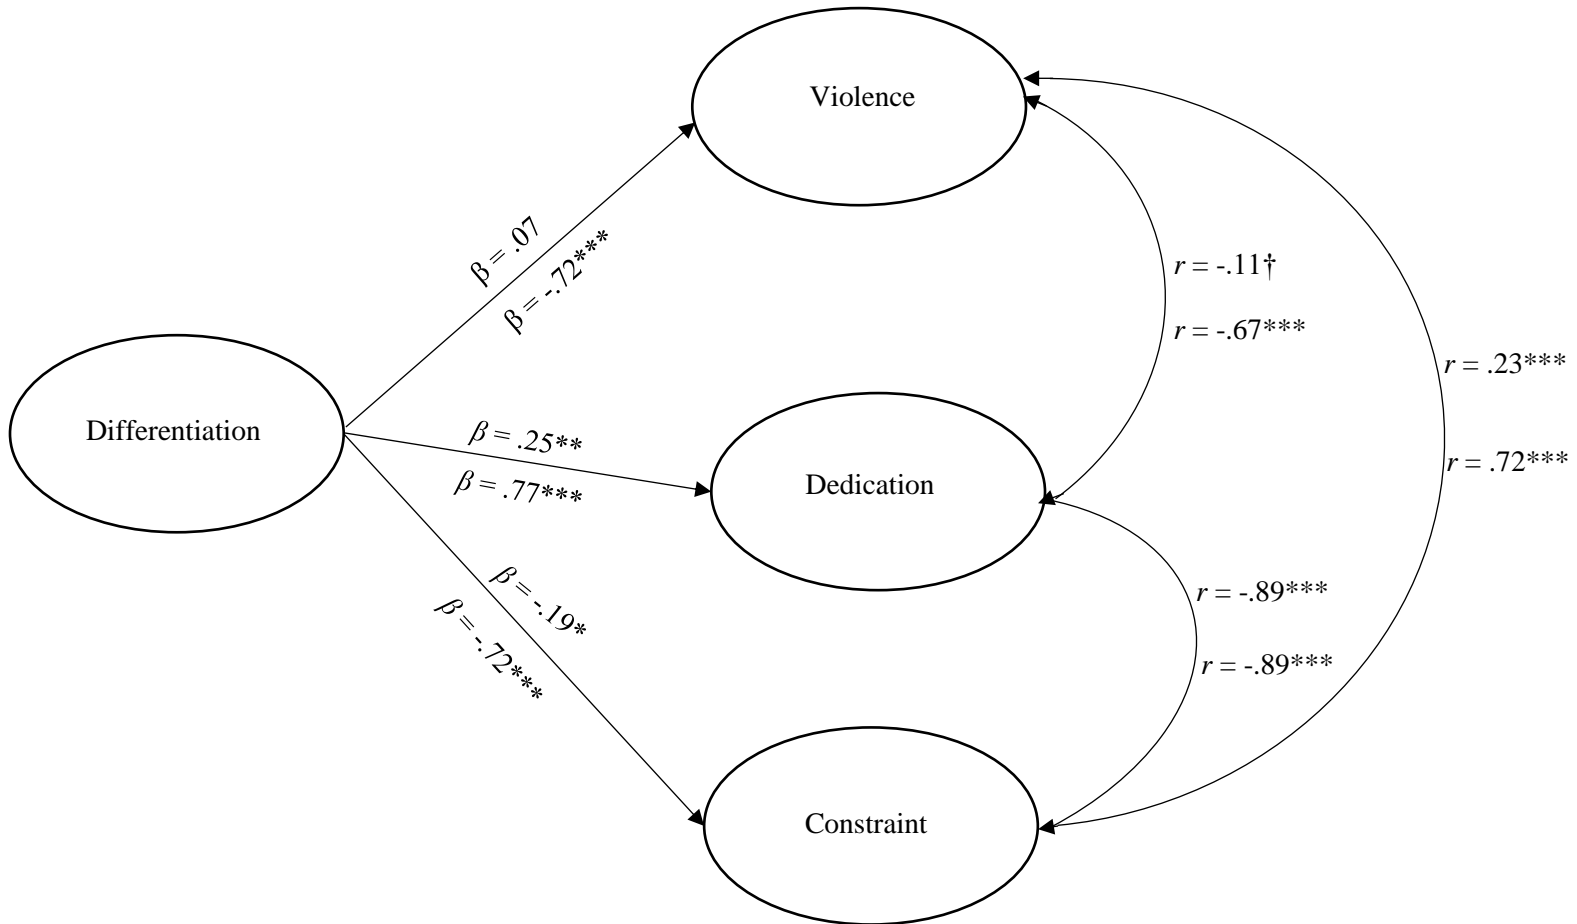 Violence
β = .07
β = -.72***
r = -.11†
r = -.67***
r = .23***
Differentiation
β = .25**
β = .77***
Dedication
r = .72***
β = -.19*
β = -.72***
r = -.89***
r = -.89***
Constraint